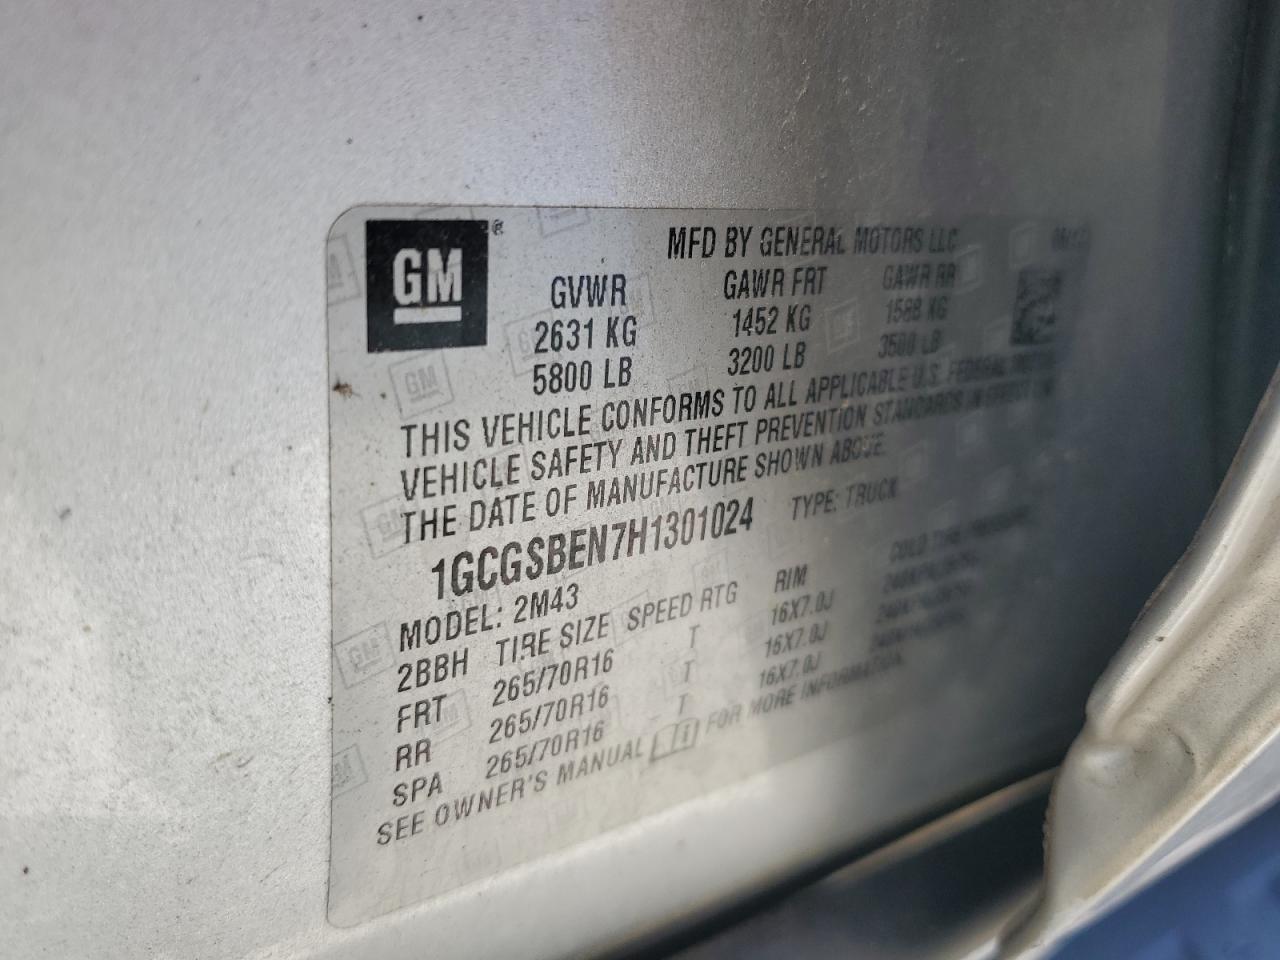 GM ®
MFD BY GENERAL MOTORS LLC
GVWR GAWR FRT GAWR RR
2631 KG 1452 KG 1588 KG
5800 LB 3200 LB 3500 LB
THIS VEHICLE CONFORMS TO ALL APPLICABLE U.S. FEDERAL
VEHICLE SAFETY AND THEFT PREVENTION STANDARDS IN EFFECT ON
THE DATE OF MANUFACTURE SHOWN ABOVE.
1GCGSBEN7H1301024 TYPE: TRUCK
MODEL: 2M43
2BBH TIRE SIZE SPEED RTG RIM COLD TIRE PRESSURE
FRT 265/70R16 T 16X7.0J
RR 265/70R16 T 16X7.0J
SPA 265/70R16 T 16X7.0J
SEE OWNER'S MANUAL FOR MORE INFORMATION.